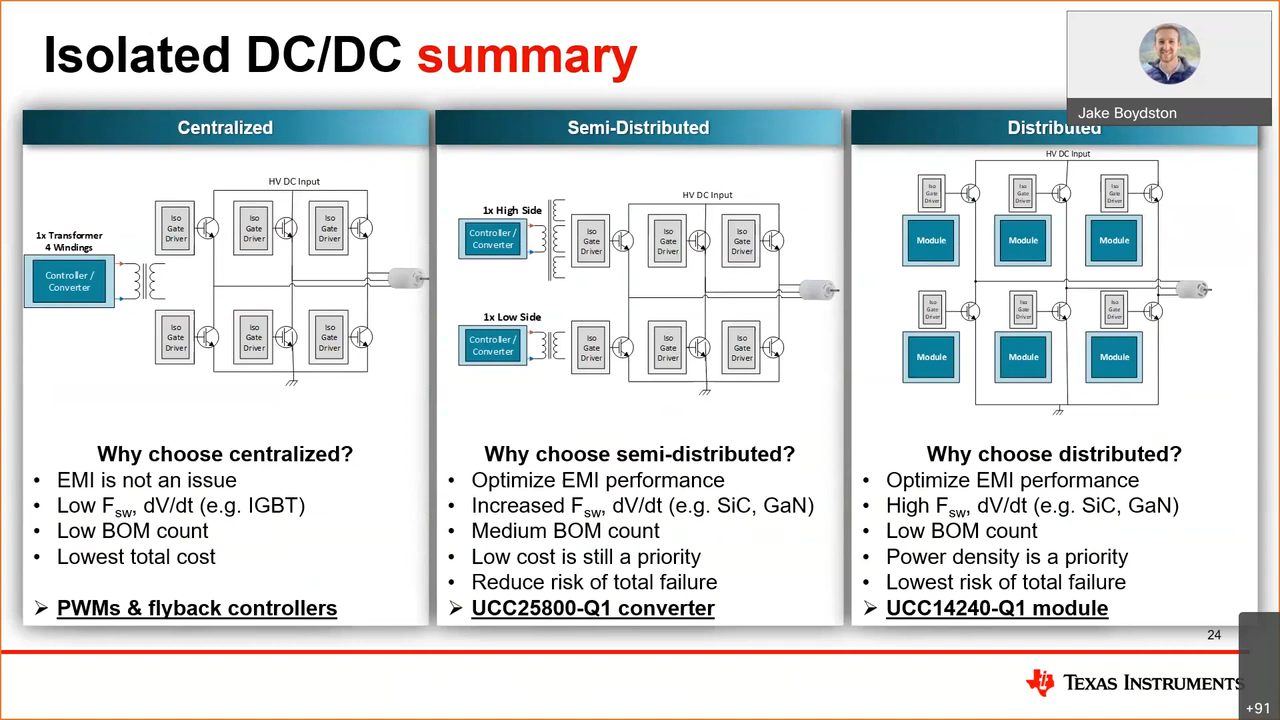 Isolated DC/DC summary
Jake Boydston
Centralized
HV DC Input
1x Transformer
4 Windings
Controller /
Converter
Iso
Gate
Driver
Iso
Gate
Driver
Iso
Gate
Driver
Iso
Gate
Driver
Iso
Gate
Driver
Iso
Gate
Driver
Why choose centralized?
• EMI is not an issue
• Low Fsw, dV/dt (e.g. IGBT)
• Low BOM count
• Lowest total cost
➢ PWMs & flyback controllers
Semi-Distributed
HV DC Input
1x High Side
Controller /
Converter
Iso
Gate
Driver
Iso
Gate
Driver
Iso
Gate
Driver
1x Low Side
Controller /
Converter
Iso
Gate
Driver
Iso
Gate
Driver
Iso
Gate
Driver
Why choose semi-distributed?
• Optimize EMI performance
• Increased Fsw, dV/dt (e.g. SiC, GaN)
• Medium BOM count
• Low cost is still a priority
• Reduce risk of total failure
➢ UCC25800-Q1 converter
Distributed
HV DC Input
Iso
Gate
Driver
Iso
Gate
Driver
Iso
Gate
Driver
Module
Module
Module
Iso
Gate
Driver
Iso
Gate
Driver
Iso
Gate
Driver
Module
Module
Module
Why choose distributed?
• Optimize EMI performance
• High Fsw, dV/dt (e.g. SiC, GaN)
• Low BOM count
• Power density is a priority
• Lowest risk of total failure
➢ UCC14240-Q1 module
24
TEXAS INSTRUMENTS
+91